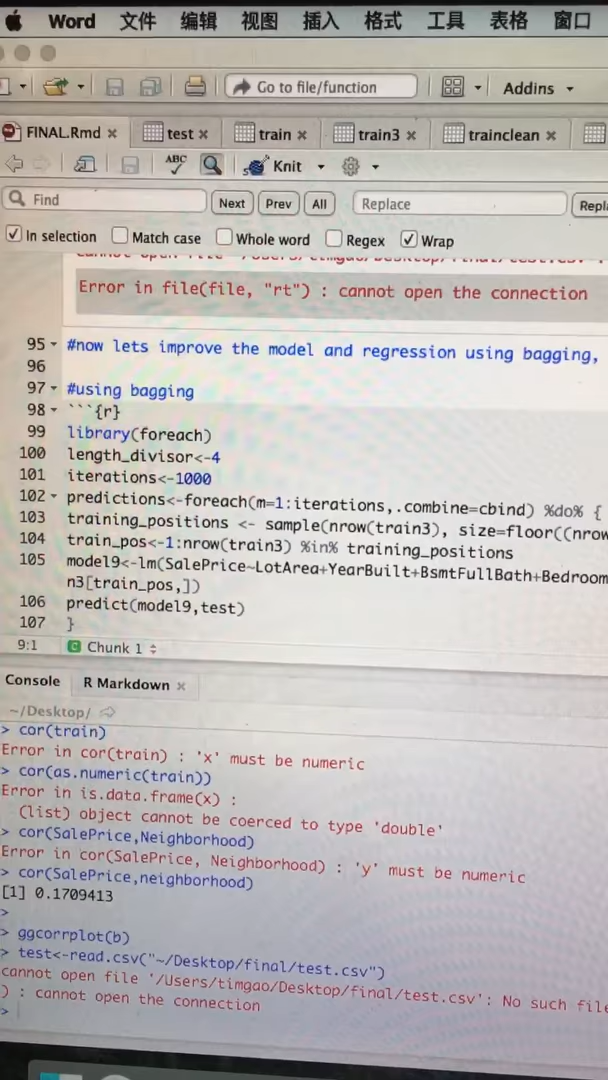 Word 文件 编辑 视图 插入 格式 工具 表格 窗口
Go to file/function Addins
FINAL.Rmd test train train3 trainclean
ABC Knit
Find Next Prev All Replace
In selection Match case Whole word Regex Wrap
Error in file(file, "rt") : cannot open the connection
95 #now lets improve the model and regression using bagging,
96
97 #using bagging
98 ```{r}
99 library(foreach)
100 length_divisor<-4
101 iterations<-1000
102 predictions<-foreach(m=1:iterations,.combine=cbind) %do% {
103 training_positions <- sample(nrow(train3), size=floor((nrow
104 train_pos<-1:nrow(train3) %in% training_positions
105 model9<-lm(SalePrice~LotArea+YearBuilt+BsmtFullBath+Bedroom
n3[train_pos,])
106 predict(model9,test)
107 }
9:1 C Chunk 1
Console R Markdown
~/Desktop/
> cor(train)
Error in cor(train) : 'x' must be numeric
> cor(as.numeric(train))
Error in is.data.frame(x) :
(list) object cannot be coerced to type 'double'
> cor(SalePrice,Neighborhood)
Error in cor(SalePrice, Neighborhood) : 'y' must be numeric
> cor(SalePrice,neighborhood)
[1] 0.1709413
>
> ggcorrplot(b)
> test<-read.csv("~/Desktop/final/test.csv")
cannot open file '/Users/timgao/Desktop/final/test.csv': No such file
) : cannot open the connection
>